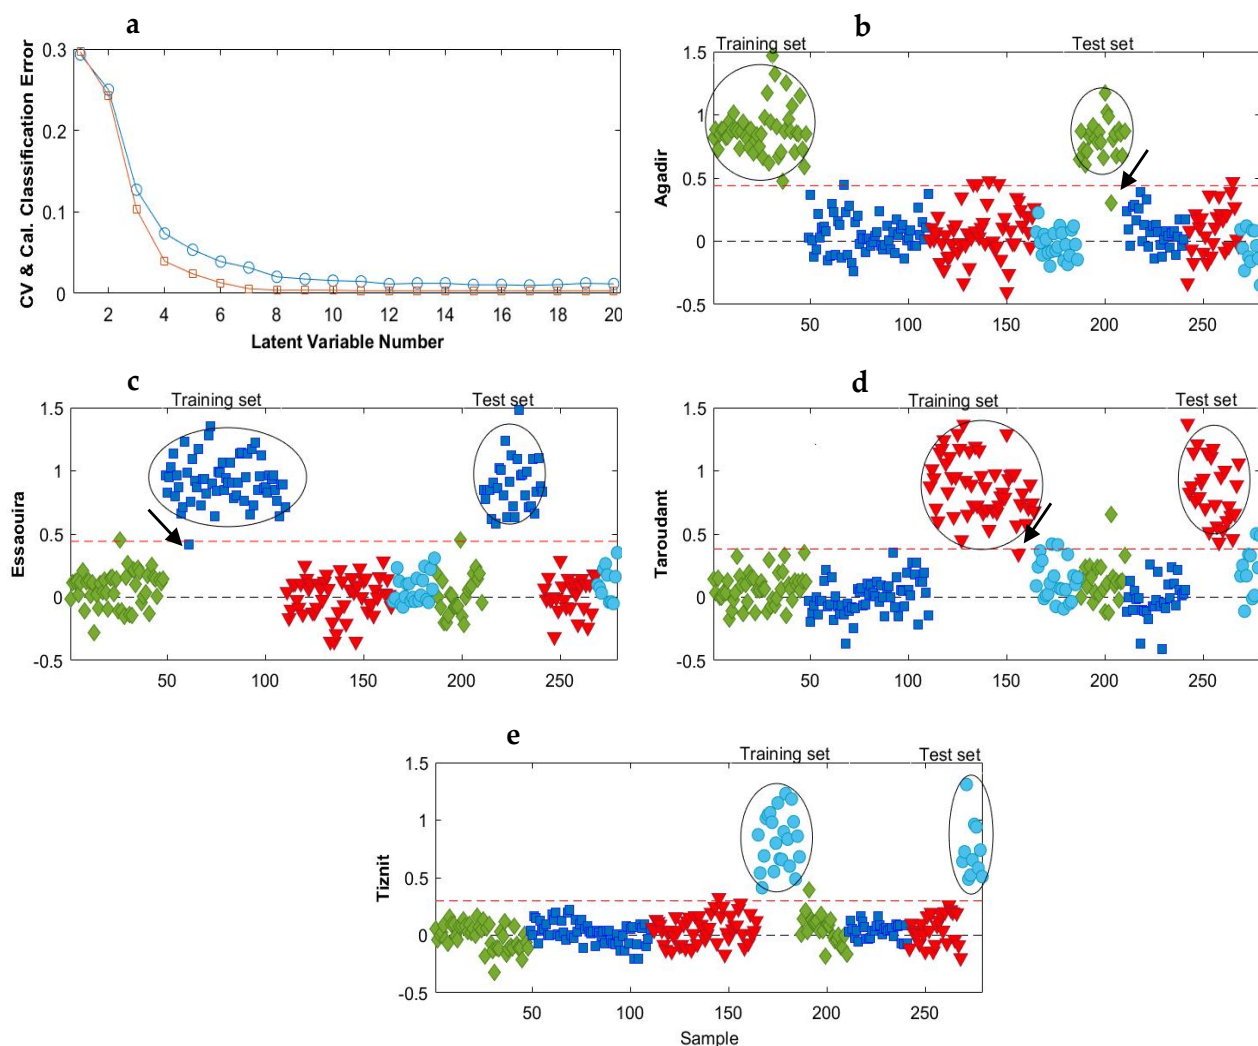 a
0.3
0.2
0.1
0
CV & Cal. Classification Error
2 4 6 8 10 12 14 16 18 20
Latent Variable Number
b
Training set Test set
1.5
1
0.5
0
-0.5
Agadir
50 100 150 200 250
c
Training set Test set
1.5
1
0.5
0
-0.5
Essaouira
50 100 150 200 250
d
Training set Test set
1.5
1
0.5
0
-0.5
Taroudant
50 100 150 200 250
e
Training set Test set
1.5
1
0.5
0
-0.5
Tiznit
50 100 150 200 250
Sample